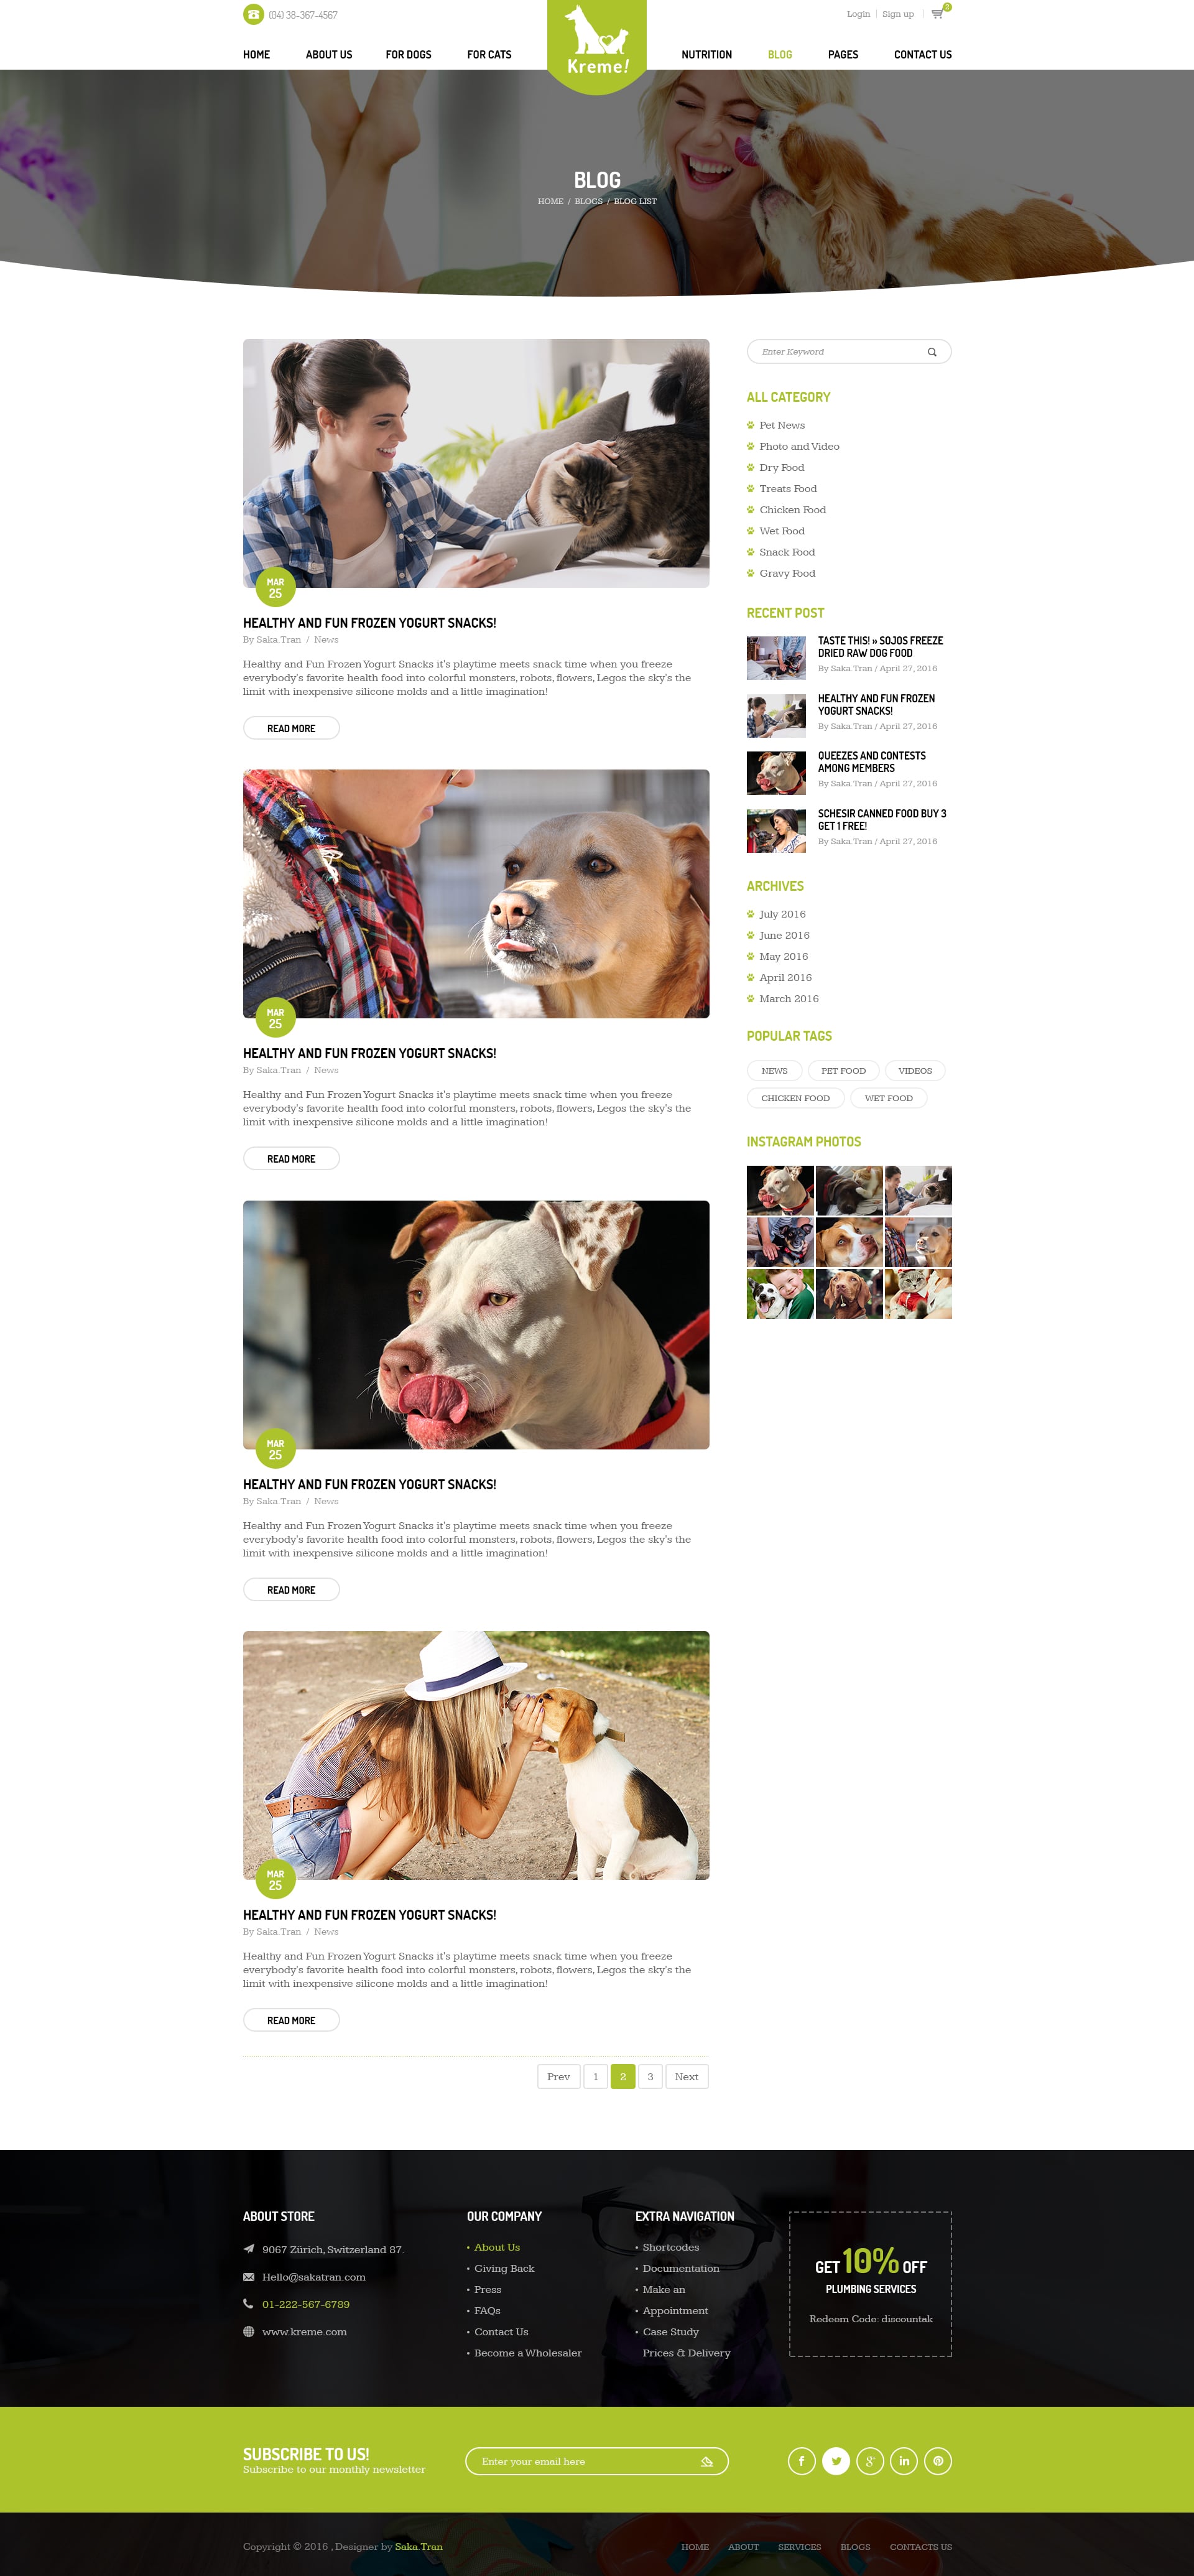 (04) 38-367-4567
Login
Sign up
2
HOME
ABOUT US
FOR DOGS
FOR CATS
Kreme!
NUTRITION
BLOG
PAGES
CONTACT US
BLOG
HOME / BLOGS / BLOG LIST
MAR
25
HEALTHY AND FUN FROZEN YOGURT SNACKS!
By Saka.Tran / News
Healthy and Fun Frozen Yogurt Snacks it's playtime meets snack time when you freeze
everybody's favorite health food into colorful monsters, robots, flowers, Legos the sky's the
limit with inexpensive silicone molds and a little imagination!
READ MORE
MAR
25
HEALTHY AND FUN FROZEN YOGURT SNACKS!
By Saka.Tran / News
Healthy and Fun Frozen Yogurt Snacks it's playtime meets snack time when you freeze
everybody's favorite health food into colorful monsters, robots, flowers, Legos the sky's the
limit with inexpensive silicone molds and a little imagination!
READ MORE
MAR
25
HEALTHY AND FUN FROZEN YOGURT SNACKS!
By Saka.Tran / News
Healthy and Fun Frozen Yogurt Snacks it's playtime meets snack time when you freeze
everybody's favorite health food into colorful monsters, robots, flowers, Legos the sky's the
limit with inexpensive silicone molds and a little imagination!
READ MORE
MAR
25
HEALTHY AND FUN FROZEN YOGURT SNACKS!
By Saka.Tran / News
Healthy and Fun Frozen Yogurt Snacks it's playtime meets snack time when you freeze
everybody's favorite health food into colorful monsters, robots, flowers, Legos the sky's the
limit with inexpensive silicone molds and a little imagination!
READ MORE
Prev
1
2
3
Next
Enter Keyword
ALL CATEGORY
Pet News
Photo and Video
Dry Food
Treats Food
Chicken Food
Wet Food
Snack Food
Gravy Food
RECENT POST
TASTE THIS! » SOJOS FREEZE
DRIED RAW DOG FOOD
By Saka.Tran / April 27, 2016
HEALTHY AND FUN FROZEN
YOGURT SNACKS!
By Saka.Tran / April 27, 2016
QUEEZES AND CONTESTS
AMONG MEMBERS
By Saka.Tran / April 27, 2016
SCHESIR CANNED FOOD BUY 3
GET 1 FREE!
By Saka.Tran / April 27, 2016
ARCHIVES
July 2016
June 2016
May 2016
April 2016
March 2016
POPULAR TAGS
NEWS
PET FOOD
VIDEOS
CHICKEN FOOD
WET FOOD
INSTAGRAM PHOTOS
ABOUT STORE
9067 Zürich, Switzerland 87.
Hello@sakatran.com
01-222-567-6789
www.kreme.com
OUR COMPANY
About Us
Giving Back
Press
FAQs
Contact Us
Become a Wholesaler
EXTRA NAVIGATION
Shortcodes
Documentation
Make an
Appointment
Case Study
Prices & Delivery
GET 10% OFF
PLUMBING SERVICES
Redeem Code: discountak
SUBSCRIBE TO US!
Subscribe to our monthly newsletter
Enter your email here
Copyright © 2016 , Designer by Saka.Tran
HOME
ABOUT
SERVICES
BLOGS
CONTACTS US